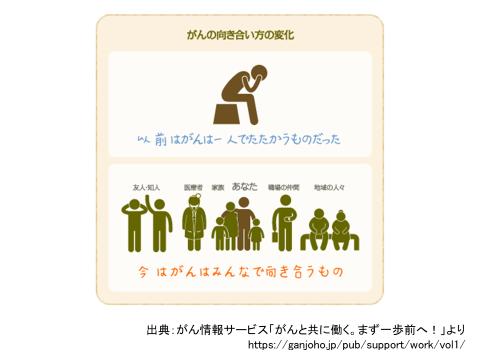 がんの向き合い方の変化
以前はがんは一人でたたかうものだった
友人・知人 医療者 家族 あなた 職場の仲間 地域の人々
今はがんはみんなで向き合うもの
出典：がん情報サービス「がんと共に働く。まず一歩前へ！」より
https://ganjoho.jp/pub/support/work/vol1/